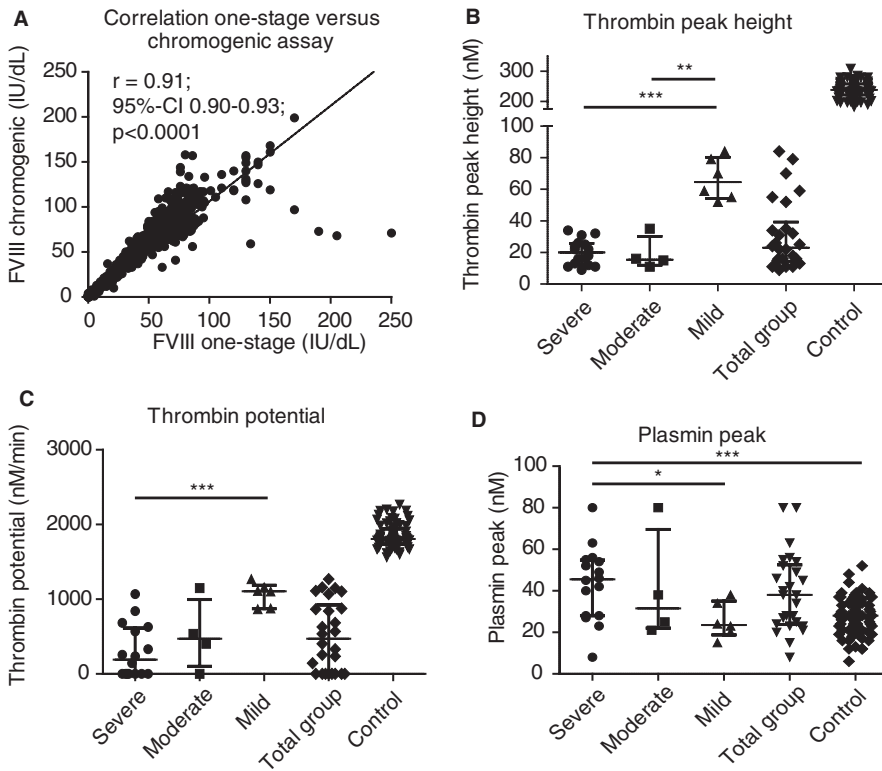 A
Correlation one-stage versus
chromogenic assay
FVIII chromogenic (IU/dL)
250
200
150
100
50
0
r = 0.91;
95%-CI 0.90-0.93;
p<0.0001
0 50 100 150 200 250
FVIII one-stage (IU/dL)
B
Thrombin peak height
Thrombin peak height (nM)
300
200
100
80
60
40
20
0
**
***
Severe
Moderate
Mild
Total group
Control
C
Thrombin potential
Thrombin potential (nM/min)
3000
2000
1000
0
***
Severe
Moderate
Mild
Total group
Control
D
Plasmin peak
Plasmin peak (nM)
100
80
60
40
20
0
***
*
Severe
Moderate
Mild
Total group
Control